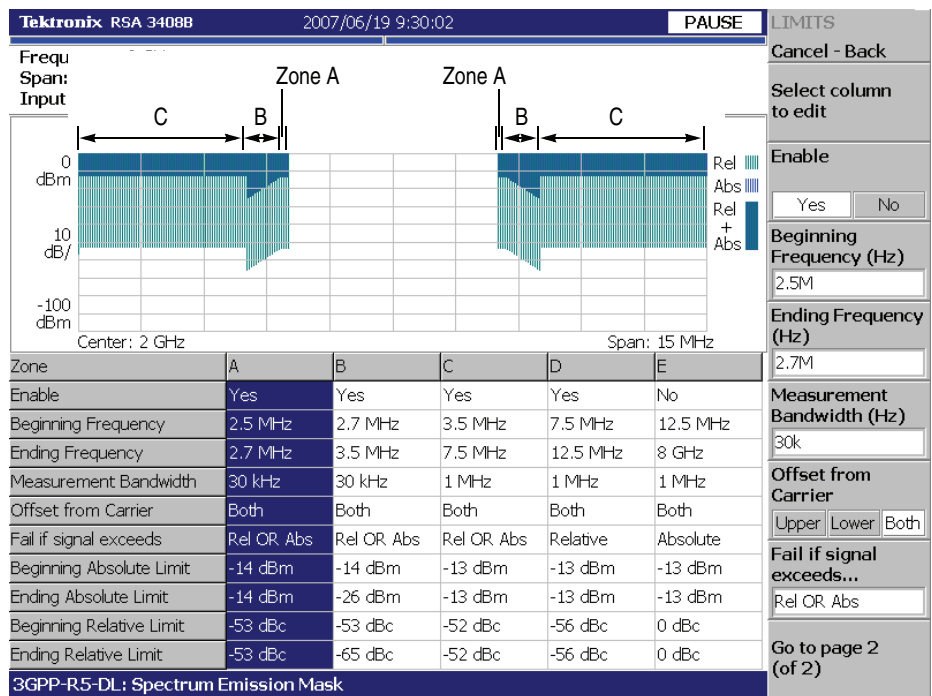 Tektronix RSA 3408B 2007/06/19 9:30:02 PAUSE
LIMITS
Cancel - Back
Select column
to edit
Enable
Yes No
Beginning
Frequency (Hz)
2.5M
Ending Frequency
(Hz)
2.7M
Measurement
Bandwidth (Hz)
30k
Offset from
Carrier
Upper Lower Both
Fail if signal
exceeds...
Rel OR Abs
Go to page 2
(of 2)
Frequ
Span:
Input
Zone A Zone A
C B B C
0
dBm
10
dB/
-100
dBm
Rel
Abs
Rel
+
Abs
Center: 2 GHz Span: 15 MHz
Zone A B C D E
Enable Yes Yes Yes Yes No
Beginning Frequency 2.5 MHz 2.7 MHz 3.5 MHz 7.5 MHz 12.5 MHz
Ending Frequency 2.7 MHz 3.5 MHz 7.5 MHz 12.5 MHz 8 GHz
Measurement Bandwidth 30 kHz 30 kHz 1 MHz 1 MHz 1 MHz
Offset from Carrier Both Both Both Both Both
Fail if signal exceeds Rel OR Abs Rel OR Abs Rel OR Abs Relative Absolute
Beginning Absolute Limit -14 dBm -14 dBm -13 dBm -13 dBm -13 dBm
Ending Absolute Limit -14 dBm -26 dBm -13 dBm -13 dBm -13 dBm
Beginning Relative Limit -53 dBc -53 dBc -52 dBc -56 dBc 0 dBc
Ending Relative Limit -53 dBc -65 dBc -52 dBc -56 dBc 0 dBc
3GPP-R5-DL: Spectrum Emission Mask